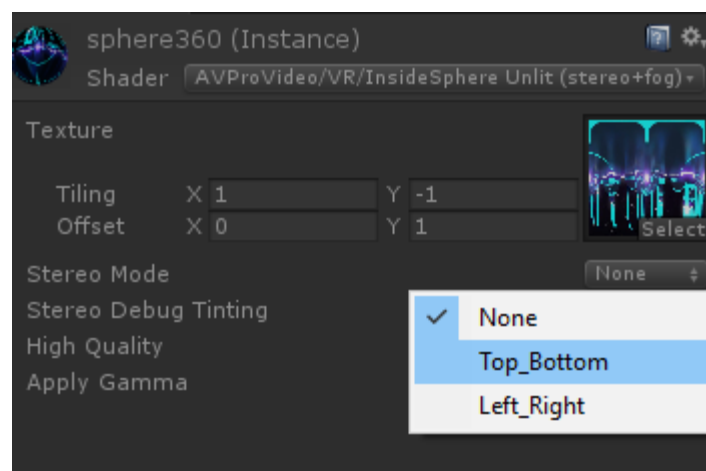 sphere360 (Instance)
Shader AVProVideo/VR/InsideSphere Unlit (stereo+fog)
Texture
Tiling X 1 Y -1
Offset X 0 Y 1
Select
Stereo Mode None
Stereo Debug Tinting
None
High Quality
Top_Bottom
Apply Gamma
Left_Right